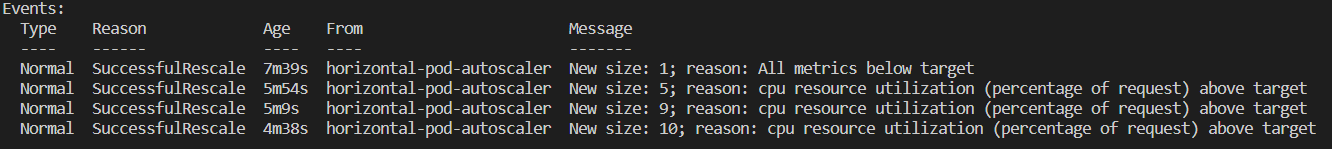 Events:
  Type    Reason             Age    From                       Message
  ----    ------             ----   ----                       -------
  Normal  SuccessfulRescale  7m39s  horizontal-pod-autoscaler  New size: 1; reason: All metrics below target
  Normal  SuccessfulRescale  5m54s  horizontal-pod-autoscaler  New size: 5; reason: cpu resource utilization (percentage of request) above target
  Normal  SuccessfulRescale  5m9s   horizontal-pod-autoscaler  New size: 9; reason: cpu resource utilization (percentage of request) above target
  Normal  SuccessfulRescale  4m38s  horizontal-pod-autoscaler  New size: 10; reason: cpu resource utilization (percentage of request) above target